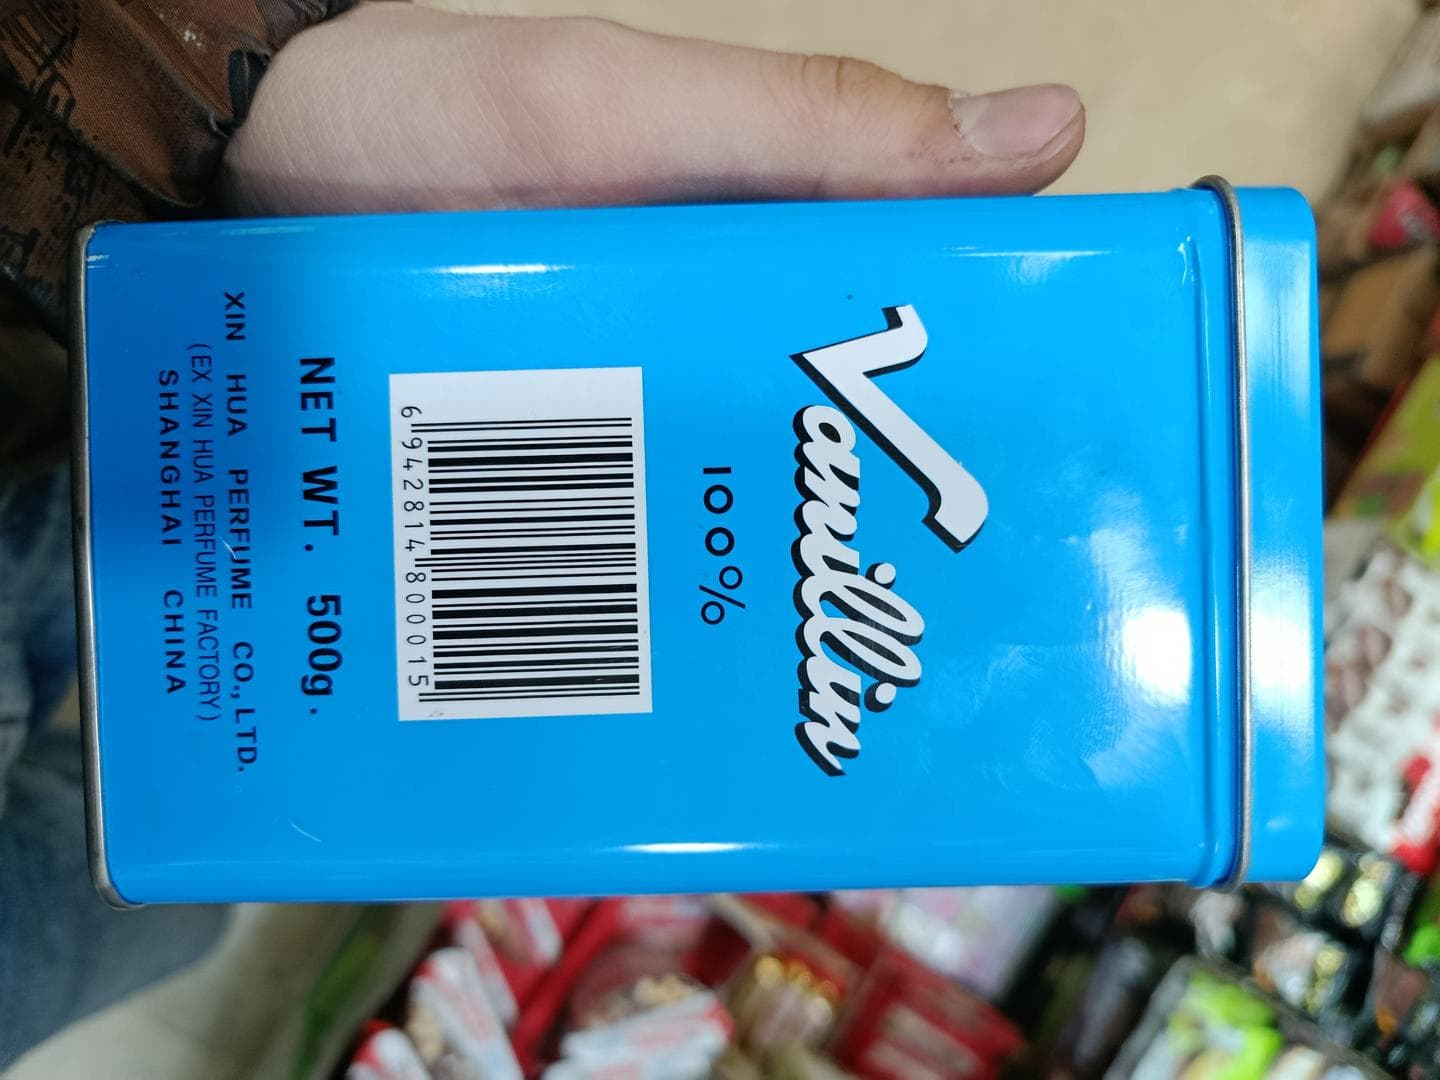 Vanillin
100%
6 942814 800015
NET WT. 500g.
XIN HUA PERFUME CO., LTD.
(EX XIN HUA PERFUME FACTORY)
SHANGHAI CHINA